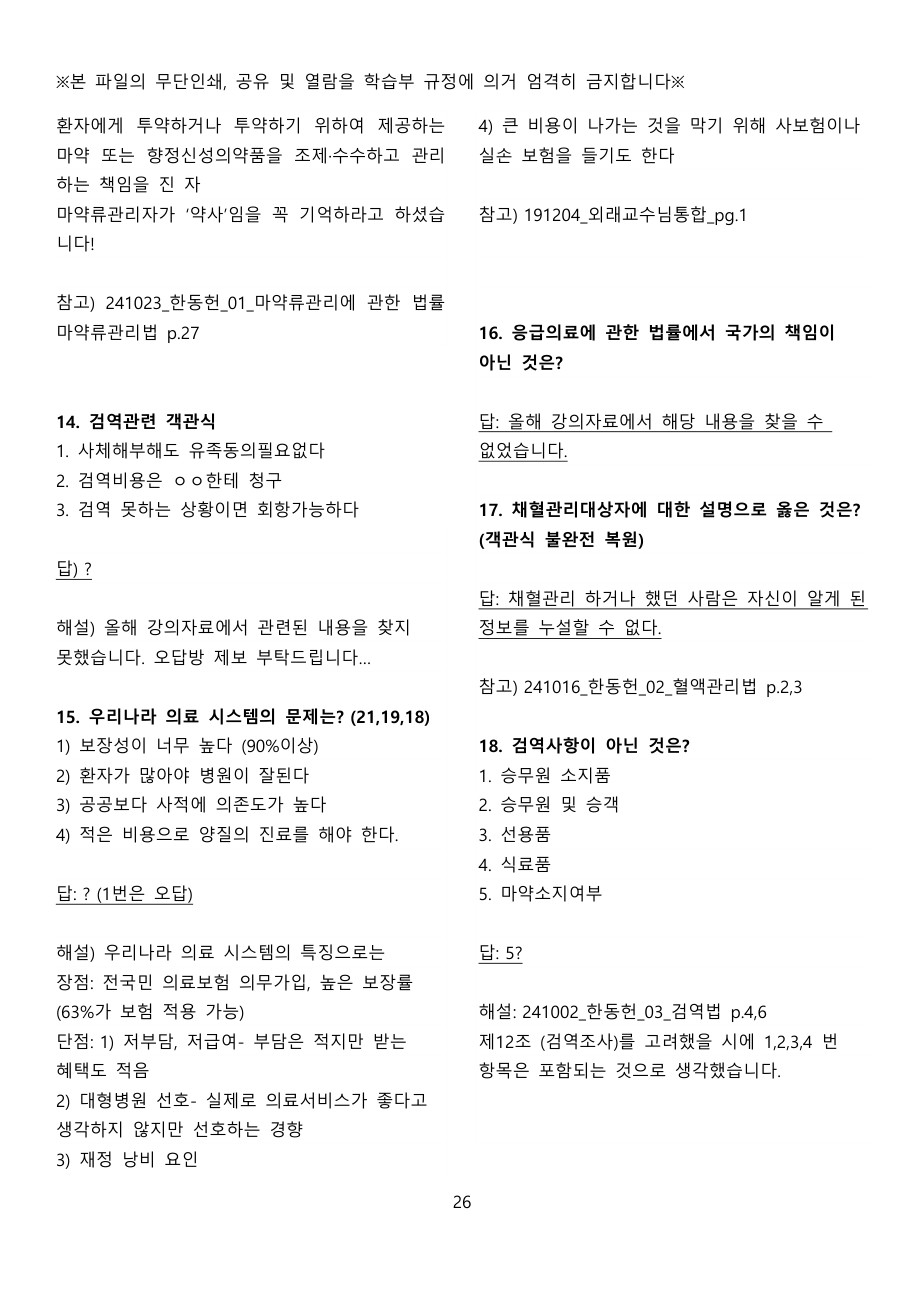 ※본 파일의 무단인쇄, 공유 및 열람을 학습부 규정에 의거 엄격히 금지합니다※
환자에게 투약하거나 투약하기 위하여 제공하는
마약 또는 향정신성의약품을 조제·수수하고 관리
하는 책임을 진 자
마약류관리자가 ‘약사’임을 꼭 기억하라고 하셨습
니다!
참고) 241023_한동헌_01_마약류관리에 관한 법률
마약류관리법 p.27
14. 검역관련 객관식
1. 사체해부해도 유족동의필요없다
2. 검역비용은 ㅇㅇ한테 청구
3. 검역 못하는 상황이면 회항가능하다
답) ?
해설) 올해 강의자료에서 관련된 내용을 찾지
못했습니다. 오답방 제보 부탁드립니다...
15. 우리나라 의료 시스템의 문제는? (21,19,18)
1) 보장성이 너무 높다 (90%이상)
2) 환자가 많아야 병원이 잘된다
3) 공공보다 사적에 의존도가 높다
4) 적은 비용으로 양질의 진료를 해야 한다.
답: ? (1번은 오답)
해설) 우리나라 의료 시스템의 특징으로는
장점: 전국민 의료보험 의무가입, 높은 보장률
(63%가 보험 적용 가능)
단점: 1) 저부담, 저급여- 부담은 적지만 받는
혜택도 적음
2) 대형병원 선호- 실제로 의료서비스가 좋다고
생각하지 않지만 선호하는 경향
3) 재정 낭비 요인
4) 큰 비용이 나가는 것을 막기 위해 사보험이나
실손 보험을 들기도 한다
참고) 191204_외래교수님통합_pg.1
16. 응급의료에 관한 법률에서 국가의 책임이
아닌 것은?
답: 올해 강의자료에서 해당 내용을 찾을 수
없었습니다.
17. 채혈관리대상자에 대한 설명으로 옳은 것은?
(객관식 불완전 복원)
답: 채혈관리 하거나 했던 사람은 자신이 알게 된
정보를 누설할 수 없다.
참고) 241016_한동헌_02_혈액관리법 p.2,3
18. 검역사항이 아닌 것은?
1. 승무원 소지품
2. 승무원 및 승객
3. 선용품
4. 식료품
5. 마약소지여부
답: 5?
해설: 241002_한동헌_03_검역법 p.4,6
제12조 (검역조사)를 고려했을 시에 1,2,3,4 번
항목은 포함되는 것으로 생각했습니다.
26